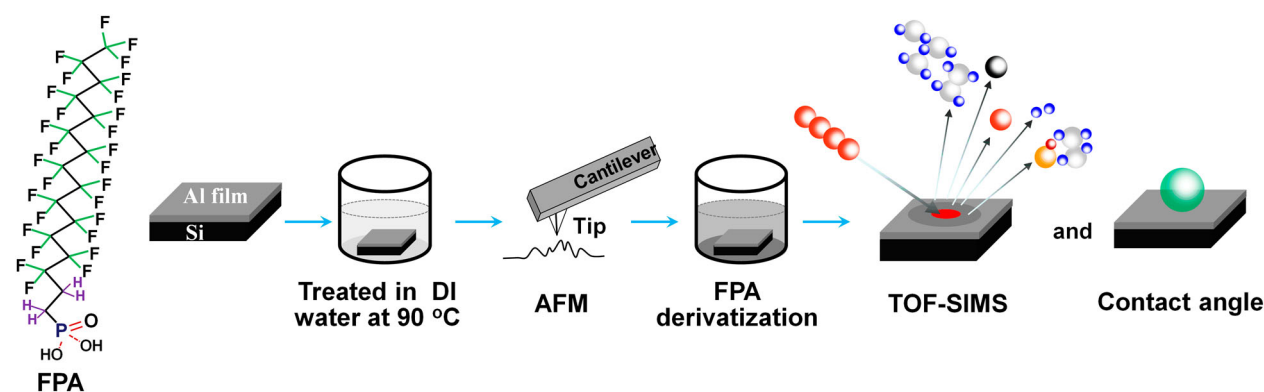 F
F
F F
F F
F F
F F
F F
F F
F F
F F
F F
F F
F F
F
H
H
H
H
P O
HO OH
FPA
Al film
Si
Treated in DI
water at 90 °C
Cantilever
Tip
AFM
FPA
derivatization
TOF-SIMS
and
Contact angle